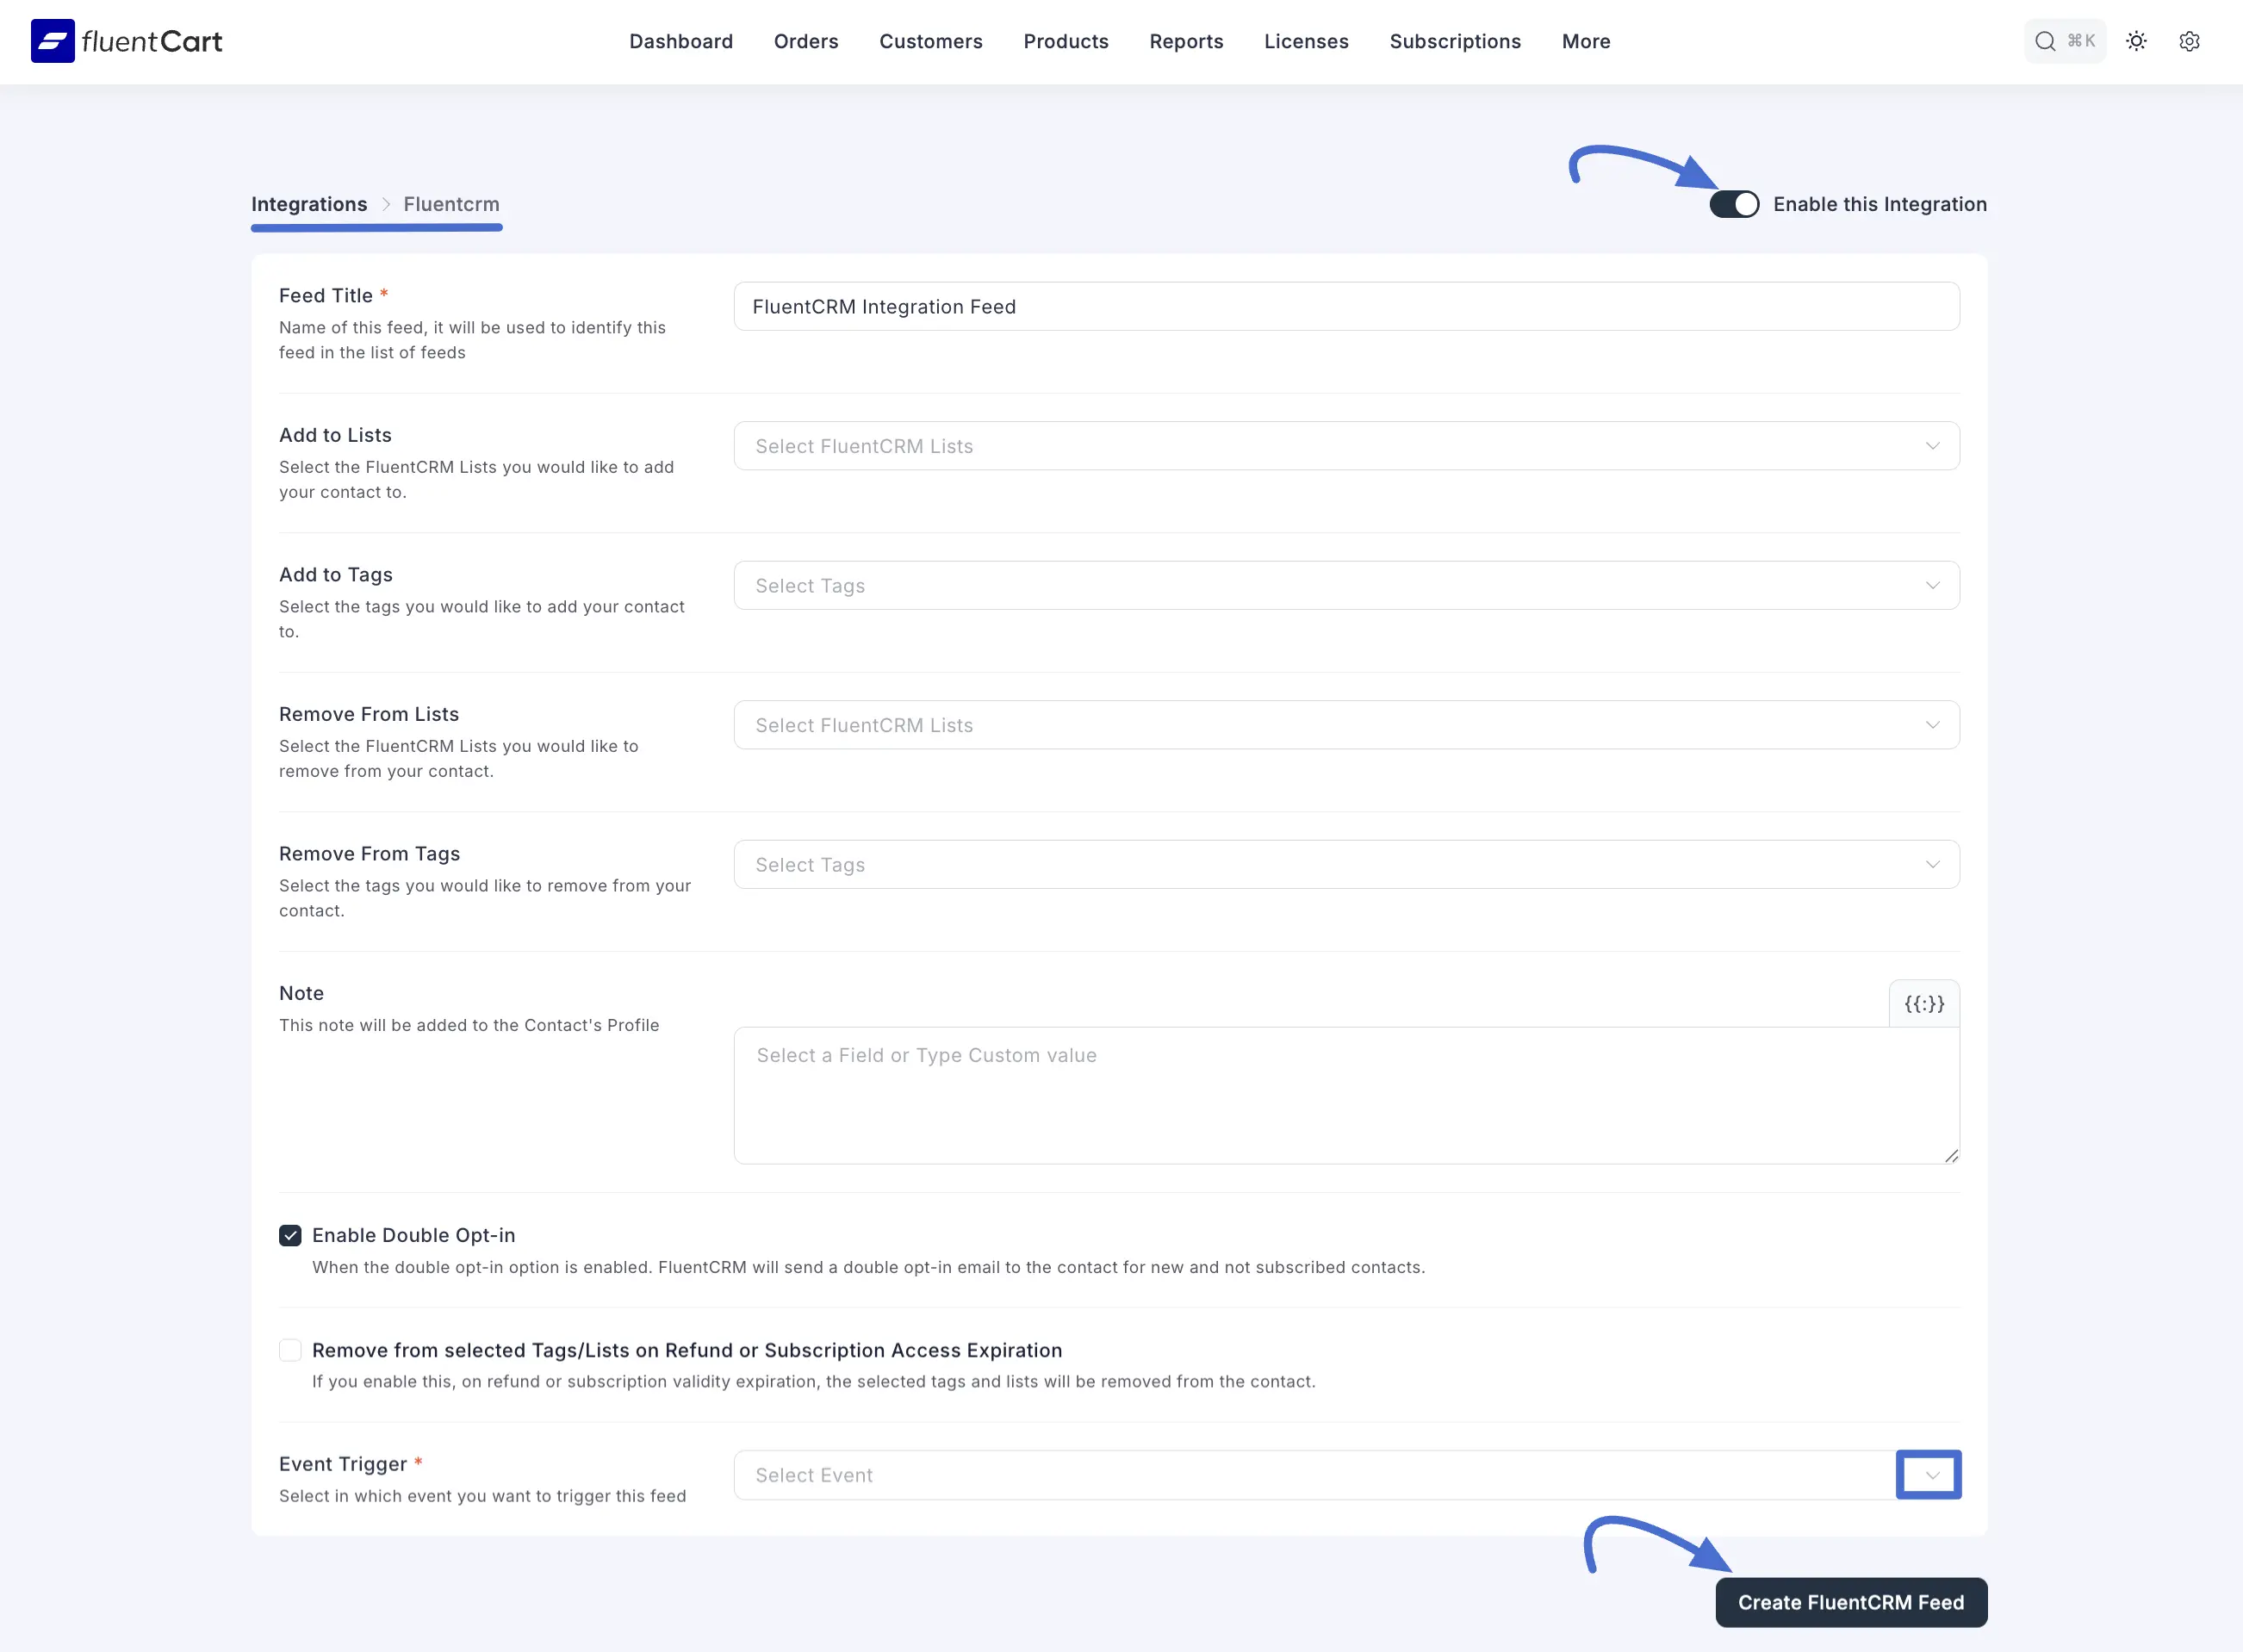 fluentCart
Dashboard Orders Customers Products Reports Licenses Subscriptions More
⌘K
Integrations > Fluentcrm
Enable this Integration
Feed Title *
Name of this feed, it will be used to identify this
feed in the list of feeds
FluentCRM Integration Feed
Add to Lists
Select the FluentCRM Lists you would like to add
your contact to.
Select FluentCRM Lists
Add to Tags
Select the tags you would like to add your contact
to.
Select Tags
Remove From Lists
Select the FluentCRM Lists you would like to
remove from your contact.
Select FluentCRM Lists
Remove From Tags
Select the tags you would like to remove from your
contact.
Select Tags
Note
This note will be added to the Contact's Profile
{{:}}
Select a Field or Type Custom value
Enable Double Opt-in
When the double opt-in option is enabled. FluentCRM will send a double opt-in email to the contact for new and not subscribed contacts.
Remove from selected Tags/Lists on Refund or Subscription Access Expiration
If you enable this, on refund or subscription validity expiration, the selected tags and lists will be removed from the contact.
Event Trigger *
Select in which event you want to trigger this feed
Select Event
Create FluentCRM Feed